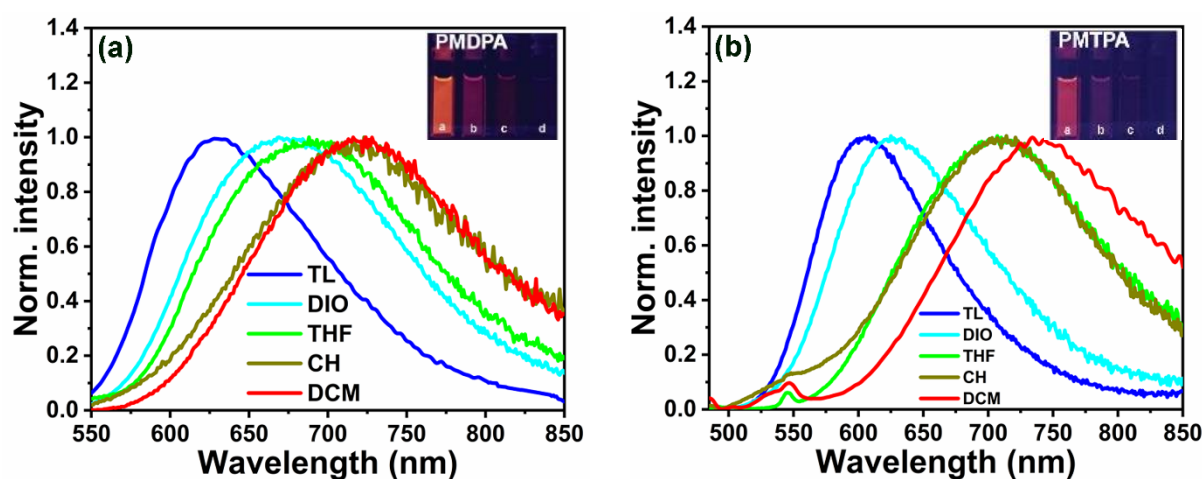 (a)
PMDPA
a b c d
1.4
1.2
1.0
0.8
0.6
0.4
0.2
0.0
Norm. intensity
TL
DIO
THF
CH
DCM
550 600 650 700 750 800 850
Wavelength (nm)
(b)
PMTPA
a b c d
1.4
1.2
1.0
0.8
0.6
0.4
0.2
0.0
Norm. intensity
TL
DIO
THF
CH
DCM
500 550 600 650 700 750 800 850
Wavelength (nm)